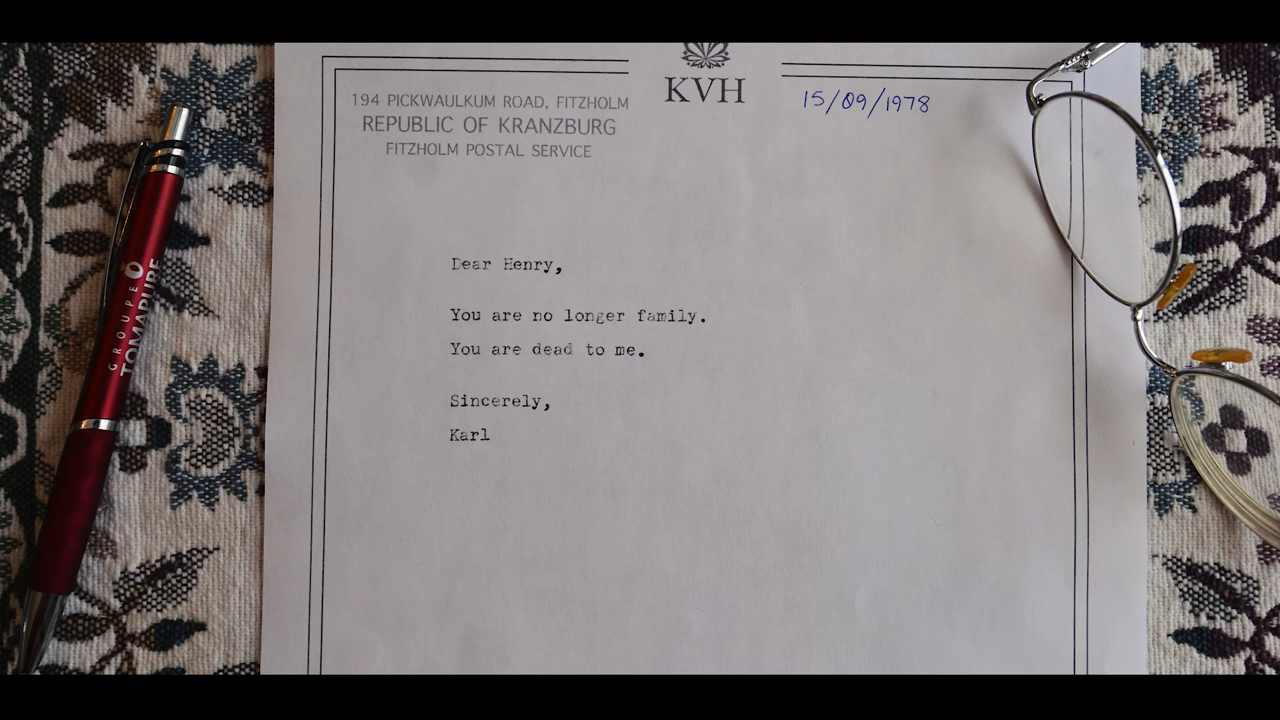 KVH
194 PICKWAULKUM ROAD, FITZHOLM
REPUBLIC OF KRANZBURG
FITZHOLM POSTAL SERVICE
15/09/1978
Dear Henry,
You are no longer family.
You are dead to me.
Sincerely,
Karl
GROUPE
TOMAPURE